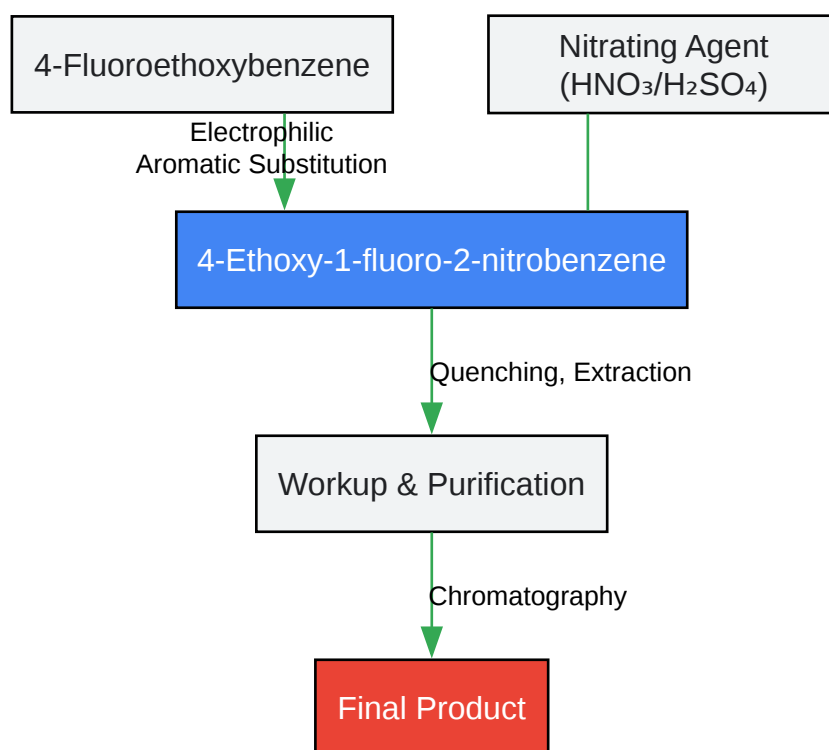 4-Fluoroethoxybenzene
Nitrating Agent
(HNO₃/H₂SO₄)
Electrophilic
Aromatic Substitution
4-Ethoxy-1-fluoro-2-nitrobenzene
Quenching, Extraction
Workup & Purification
Chromatography
Final Product